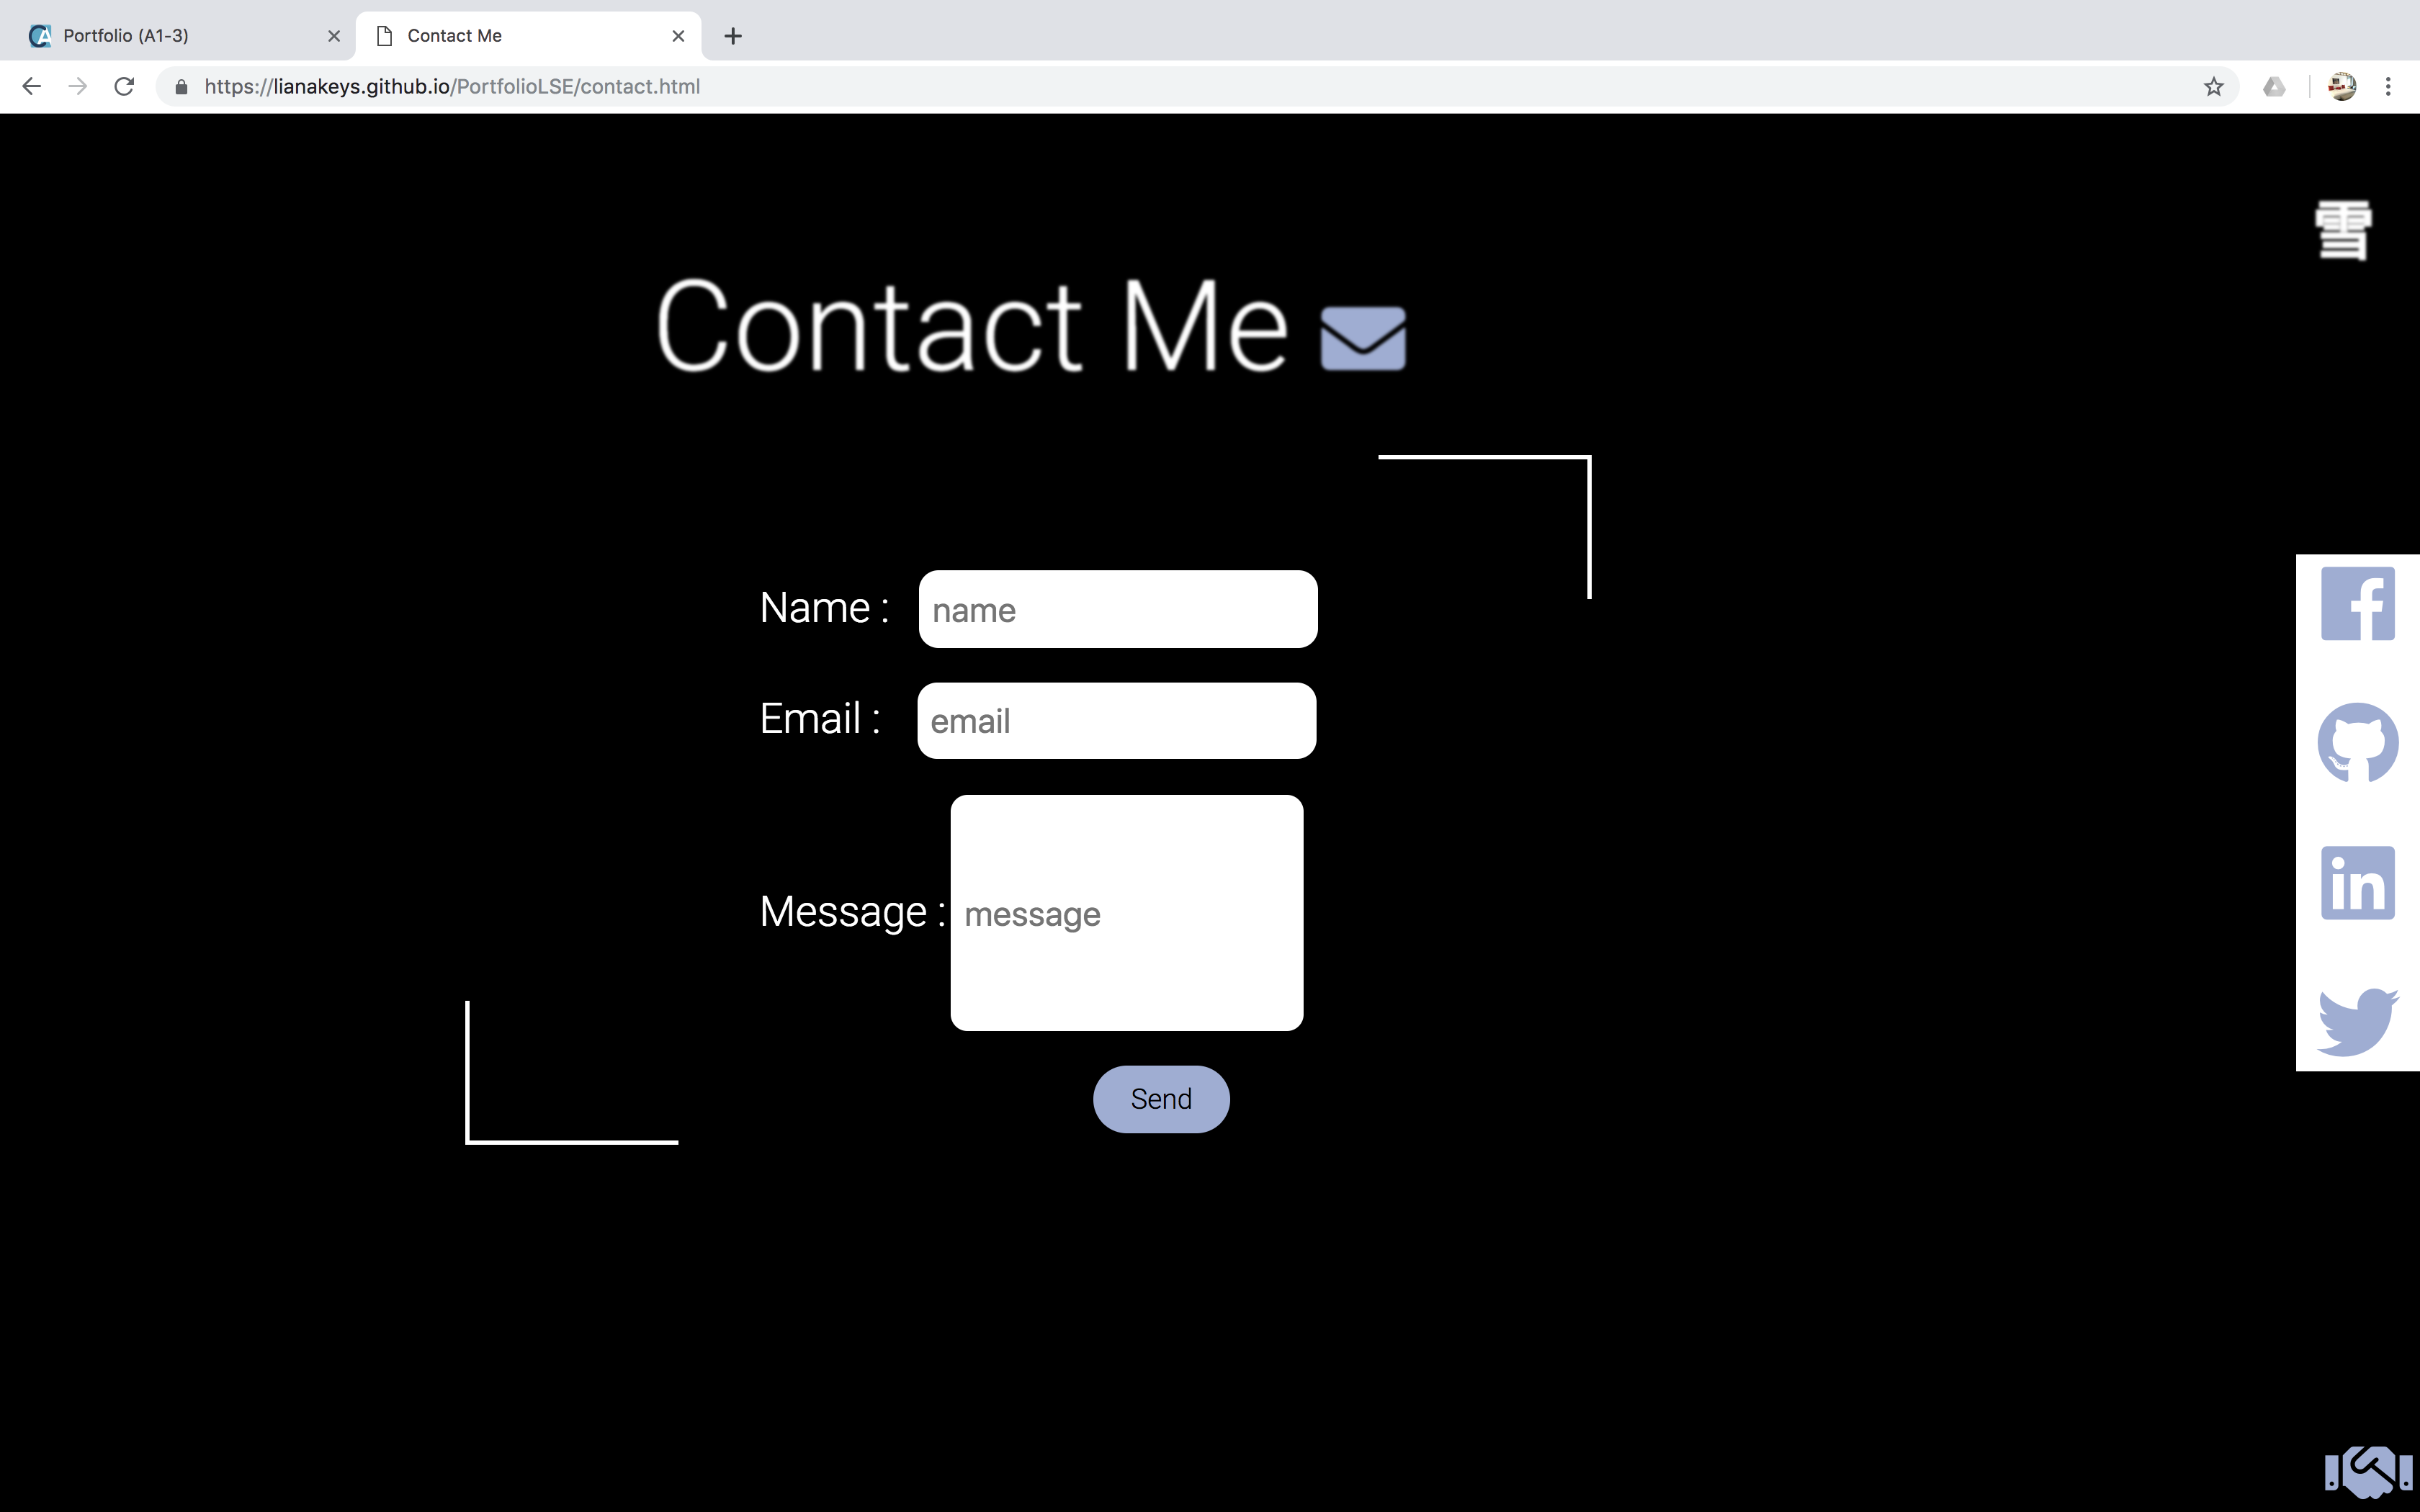 Portfolio (A1-3)
Contact Me
https://lianakeys.github.io/PortfolioLSE/contact.html
雪
Contact Me
Name : name
Email : email
Message : message
Send